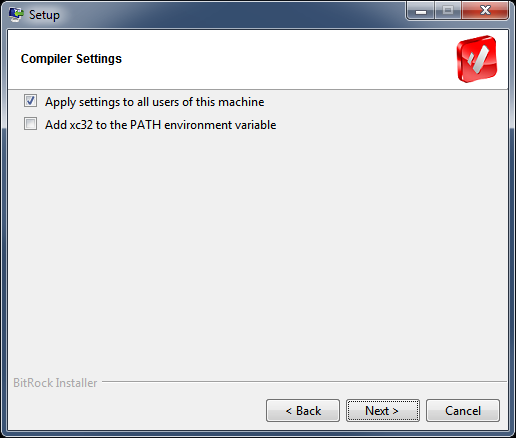 Setup
Compiler Settings
Apply settings to all users of this machine
Add xc32 to the PATH environment variable
BitRock Installer
< Back
Next >
Cancel